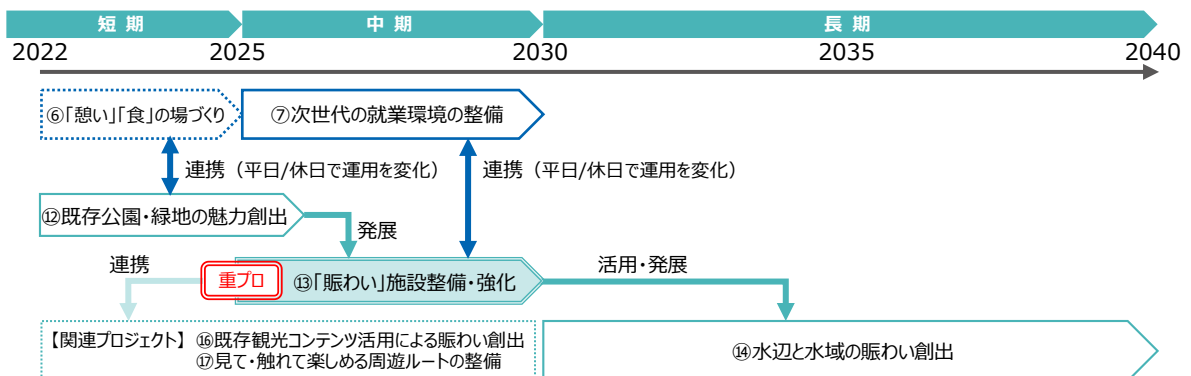 短期
中期
長期
2022
2025
2030
2035
2040
⑥「憩い」「食」の場づくり
⑦次世代の就業環境の整備
連携（平日/休日で運用を変化）
連携（平日/休日で運用を変化）
⑫既存公園・緑地の魅力創出
発展
連携
重プロ
⑬「賑わい」施設整備・強化
活用・発展
【関連プロジェクト】 ⑯既存観光コンテンツ活用による賑わい創出
⑰見て・触れて楽しめる周遊ルートの整備
⑭水辺と水域の賑わい創出